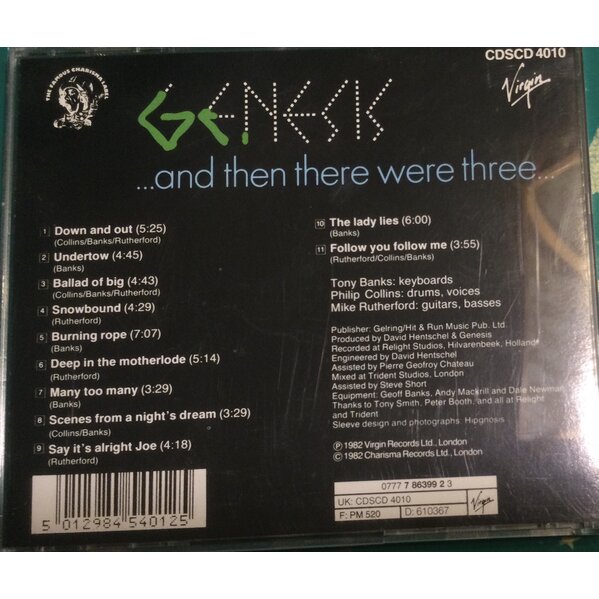 CDSCD 4010
THE FAMOUS CHARISMA LABEL
Virgin
GENESIS
...and then there were three...
1 Down and out (5:25)
(Collins/Banks/Rutherford)
2 Undertow (4:45)
(Banks)
3 Ballad of big (4:43)
(Collins/Banks/Rutherford)
4 Snowbound (4:29)
(Rutherford)
5 Burning rope (7:07)
(Banks)
6 Deep in the motherlode (5:14)
(Rutherford)
7 Many too many (3:29)
(Banks)
8 Scenes from a night's dream (3:29)
(Collins/Banks)
9 Say it's alright Joe (4:18)
(Rutherford)
10 The lady lies (6:00)
(Banks)
11 Follow you follow me (3:55)
(Rutherford/Collins/Banks)
Tony Banks: keyboards
Philip Collins: drums, voices
Mike Rutherford: guitars, basses
Publisher: Gelring/Hit & Run Music Pub. Ltd.
Produced by David Hentschel & Genesis
Recorded at Relight Studios, Hilvarenbeek, Holland
Engineered by David Hentschel
Assisted by Pierre Geofroy Chateau
Mixed at Trident Studios, London
Assisted by Steve Short
Equipment: Geoff Banks, Andy Mackrill and Dale Newman
Thanks to Tony Smith, Peter Booth, and all at Relight
and Trident
Sleeve design and photographs: Hipgnosis
Ⓟ 1982 Virgin Records Ltd., London
© 1982 Charisma Records Ltd., London
5 012984 540125
0777 7 86399 2 3
UK: CDSCD 4010
F: PM 520
D: 610367
Virgin